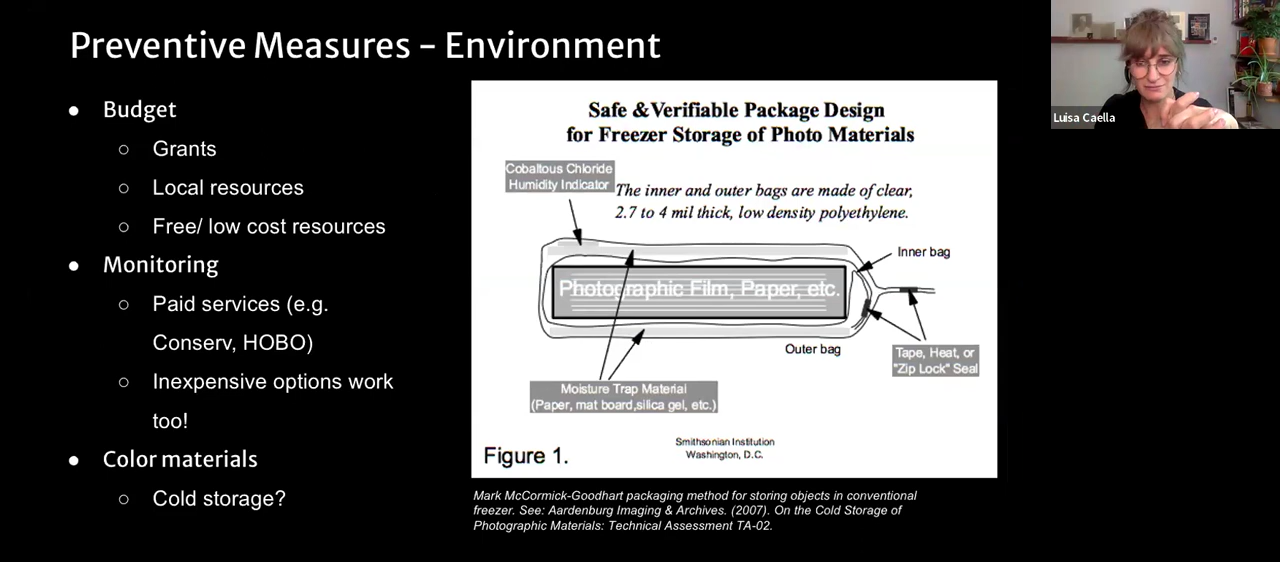 Preventive Measures - Environment
● Budget
○ Grants
○ Local resources
○ Free/ low cost resources
● Monitoring
○ Paid services (e.g.
Conserv, HOBO)
○ Inexpensive options work
too!
● Color materials
○ Cold storage?
Safe &Verifiable Package Design
for Freezer Storage of Photo Materials
Cobaltous Chloride
Humidity Indicator
The inner and outer bags are made of clear,
2.7 to 4 mil thick, low density polyethylene.
Inner bag
Photographic Film, Paper, etc.
Outer bag
Tape, Heat, or
"Zip Lock" Seal
Moisture Trap Material
(Paper, mat board,silica gel, etc.)
Smithsonian Institution
Washington, D.C.
Figure 1.
Mark McCormick-Goodhart packaging method for storing objects in conventional
freezer. See: Aardenburg Imaging & Archives. (2007). On the Cold Storage of
Photographic Materials: Technical Assessment TA-02.
Luisa Caella